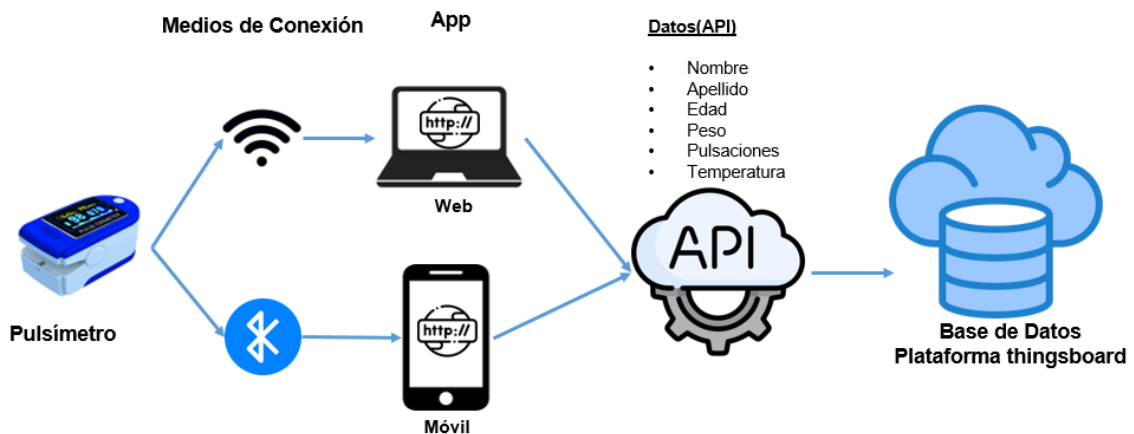 Medios de Conexión
App
Datos(API)
• Nombre
• Apellido
• Edad
• Peso
• Pulsaciones
• Temperatura
http://
Web
API
Pulsímetro
http://
Móvil
Base de Datos
Plataforma thingsboard